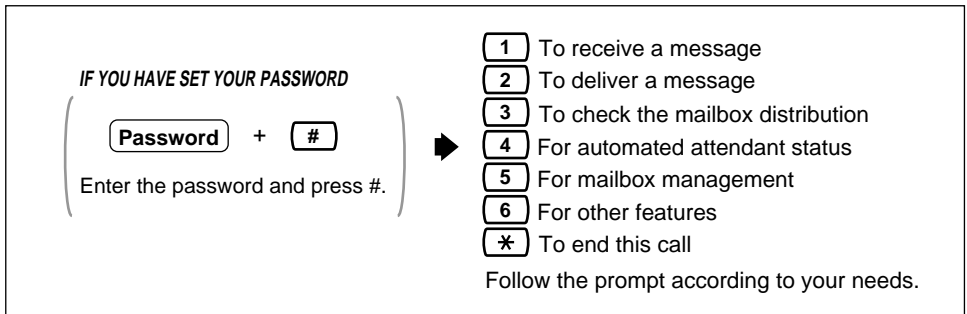 IF YOU HAVE SET YOUR PASSWORD
Password + #
Enter the password and press #.
1 To receive a message
2 To deliver a message
3 To check the mailbox distribution
4 For automated attendant status
5 For mailbox management
6 For other features
* To end this call
Follow the prompt according to your needs.